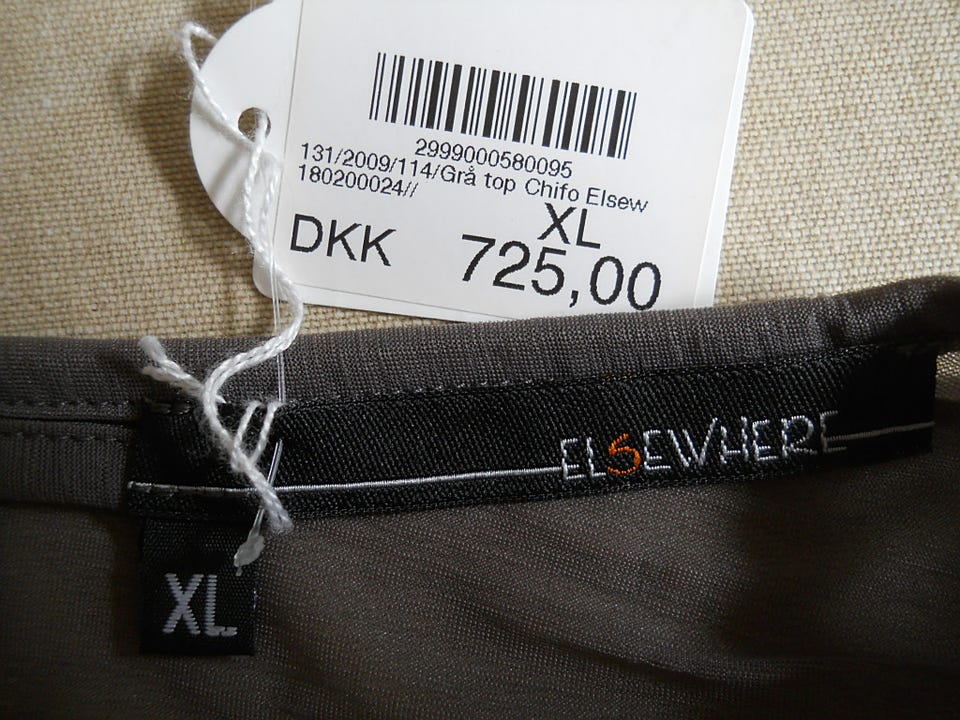 2999000580095
131/2009/114/Grå top Chifo Elsew
180200024//
XL
DKK 725,00
ELSEWHERE
XL